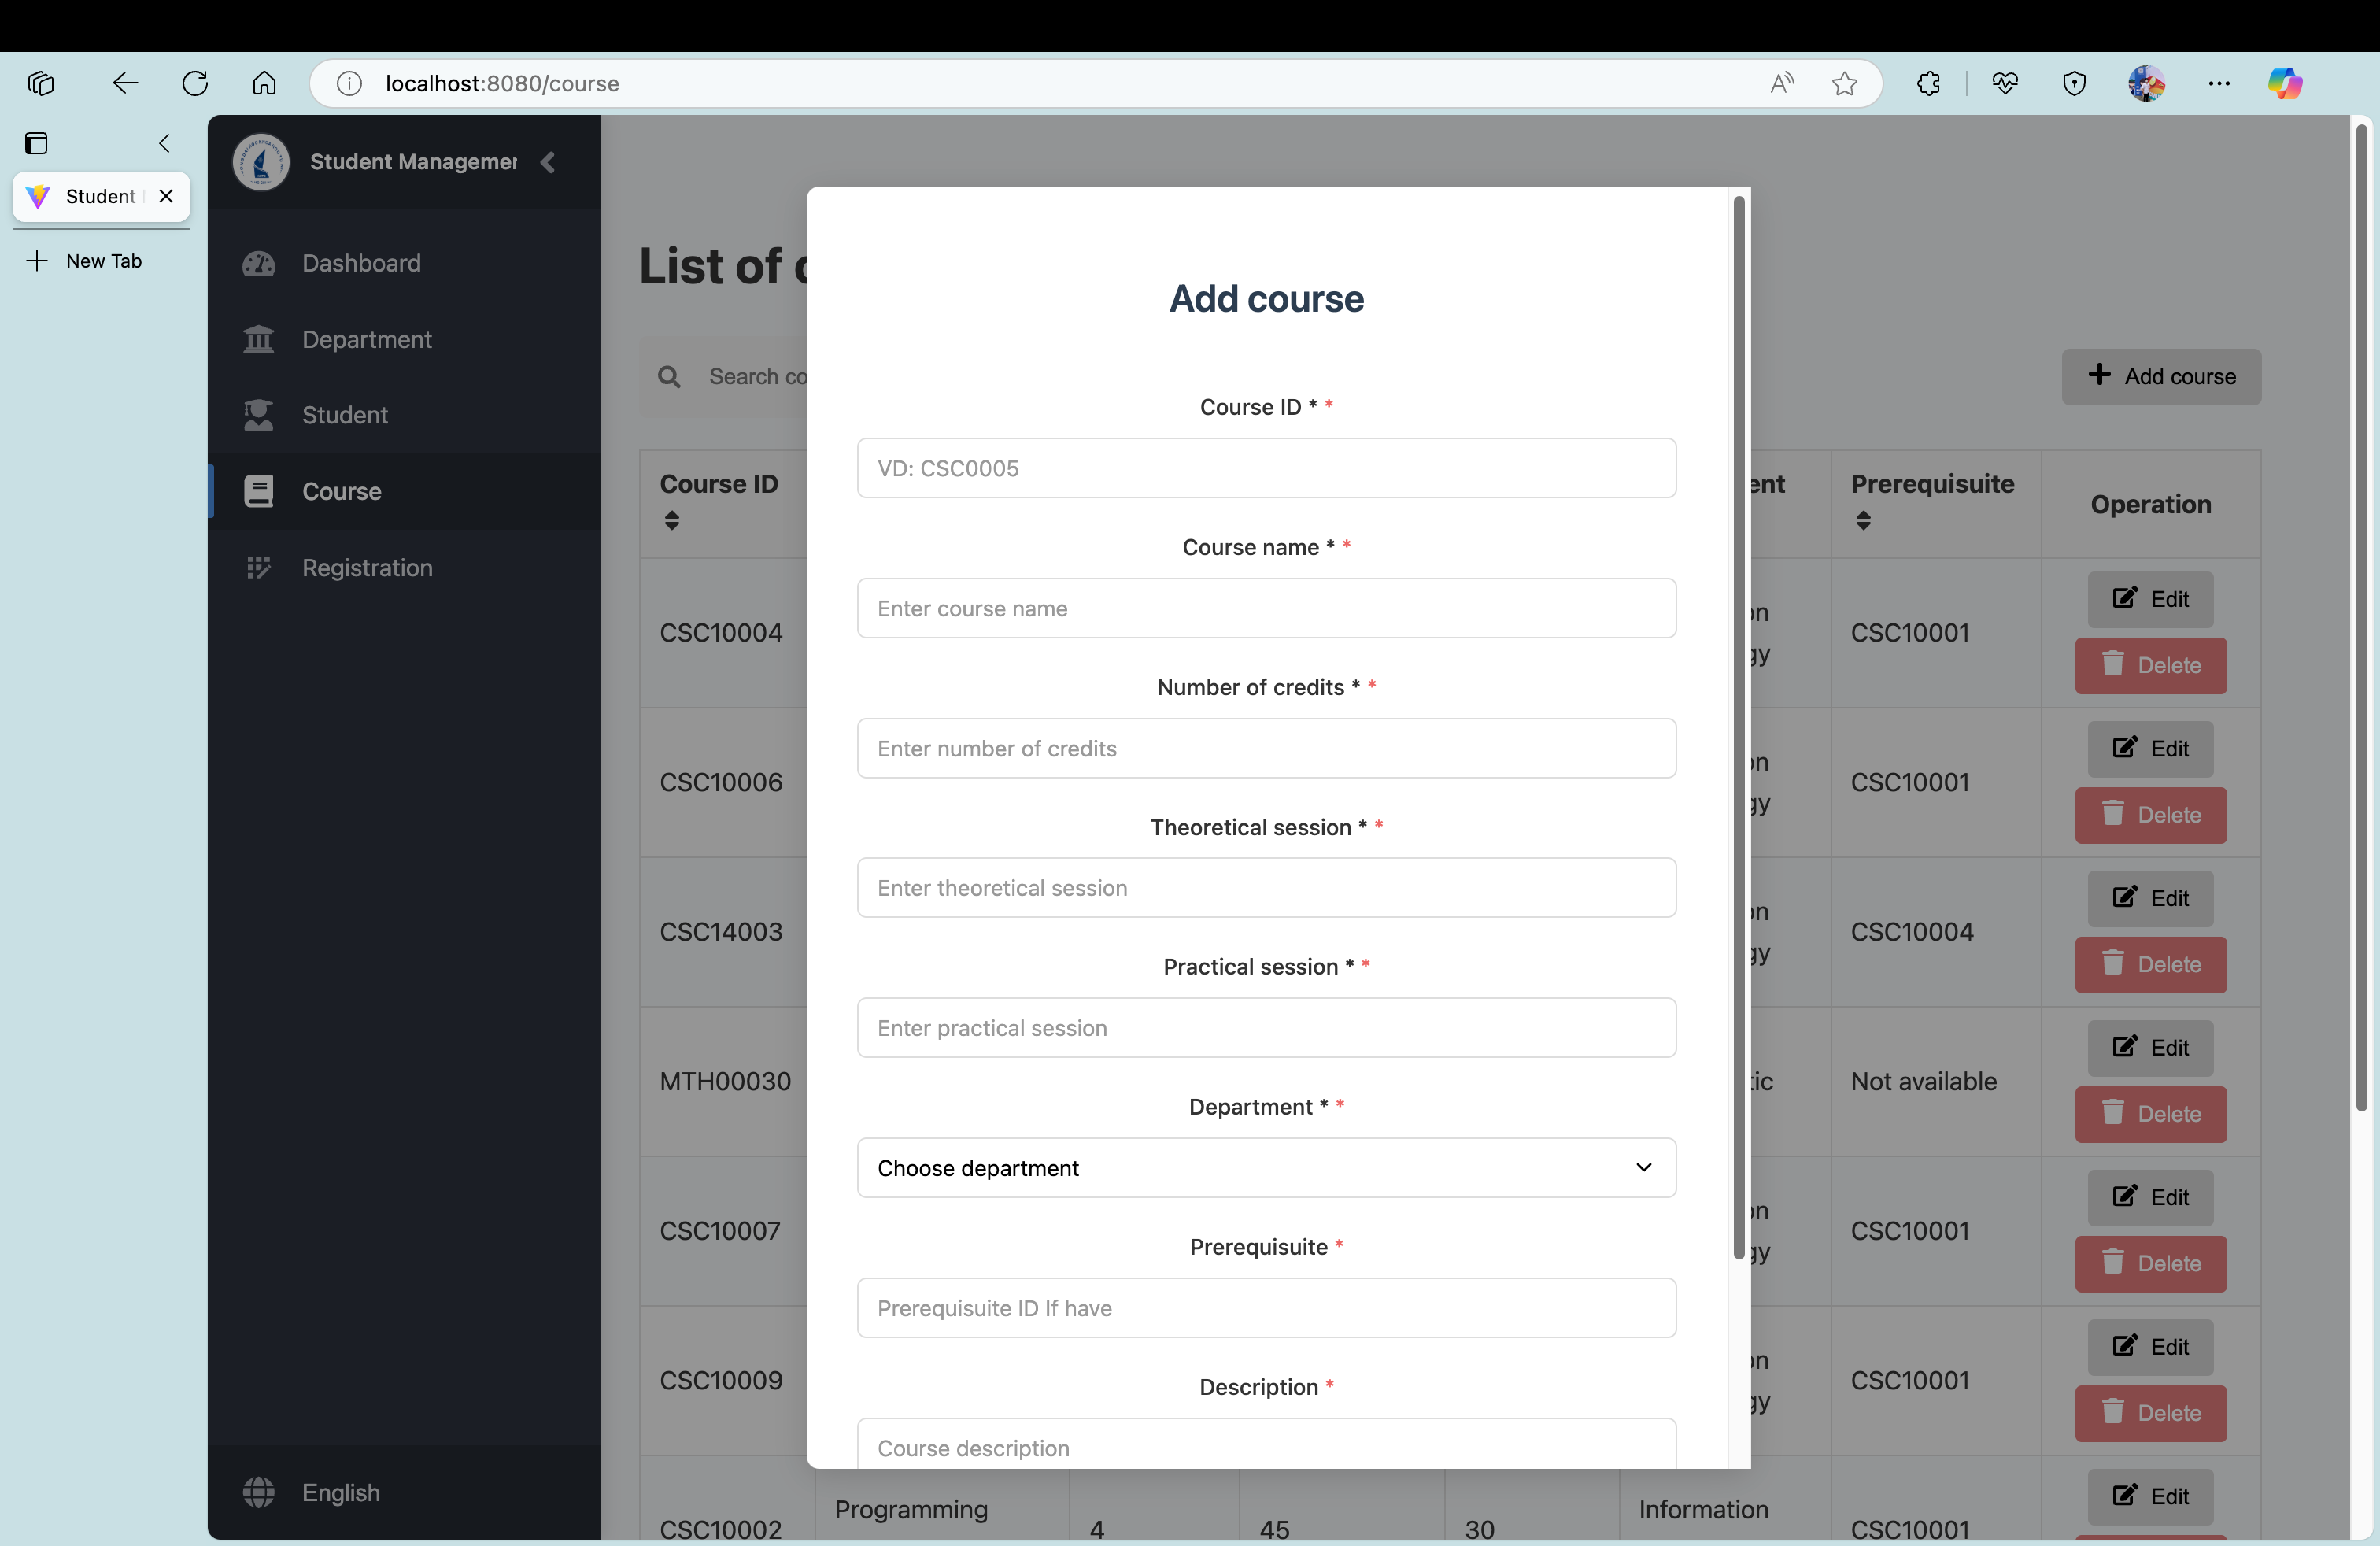 localhost:8080/course
Student
New Tab
Student Managemer
Dashboard
Department
Student
Course
Registration
English
List of
Search co
Add course
Course ID
Prerequisuite
Operation
CSC10004
CSC10001
Edit
Delete
CSC10006
CSC10001
Edit
Delete
CSC14003
CSC10004
Edit
Delete
MTH00030
Not available
Edit
Delete
CSC10007
CSC10001
Edit
Delete
CSC10009
CSC10001
Edit
Delete
CSC10002
Programming
4
45
30
Information
CSC10001
Edit
Add course
Course ID * *
VD: CSC0005
Course name * *
Enter course name
Number of credits * *
Enter number of credits
Theoretical session * *
Enter theoretical session
Practical session * *
Enter practical session
Department * *
Choose department
Prerequisuite *
Prerequisuite ID If have
Description *
Course description